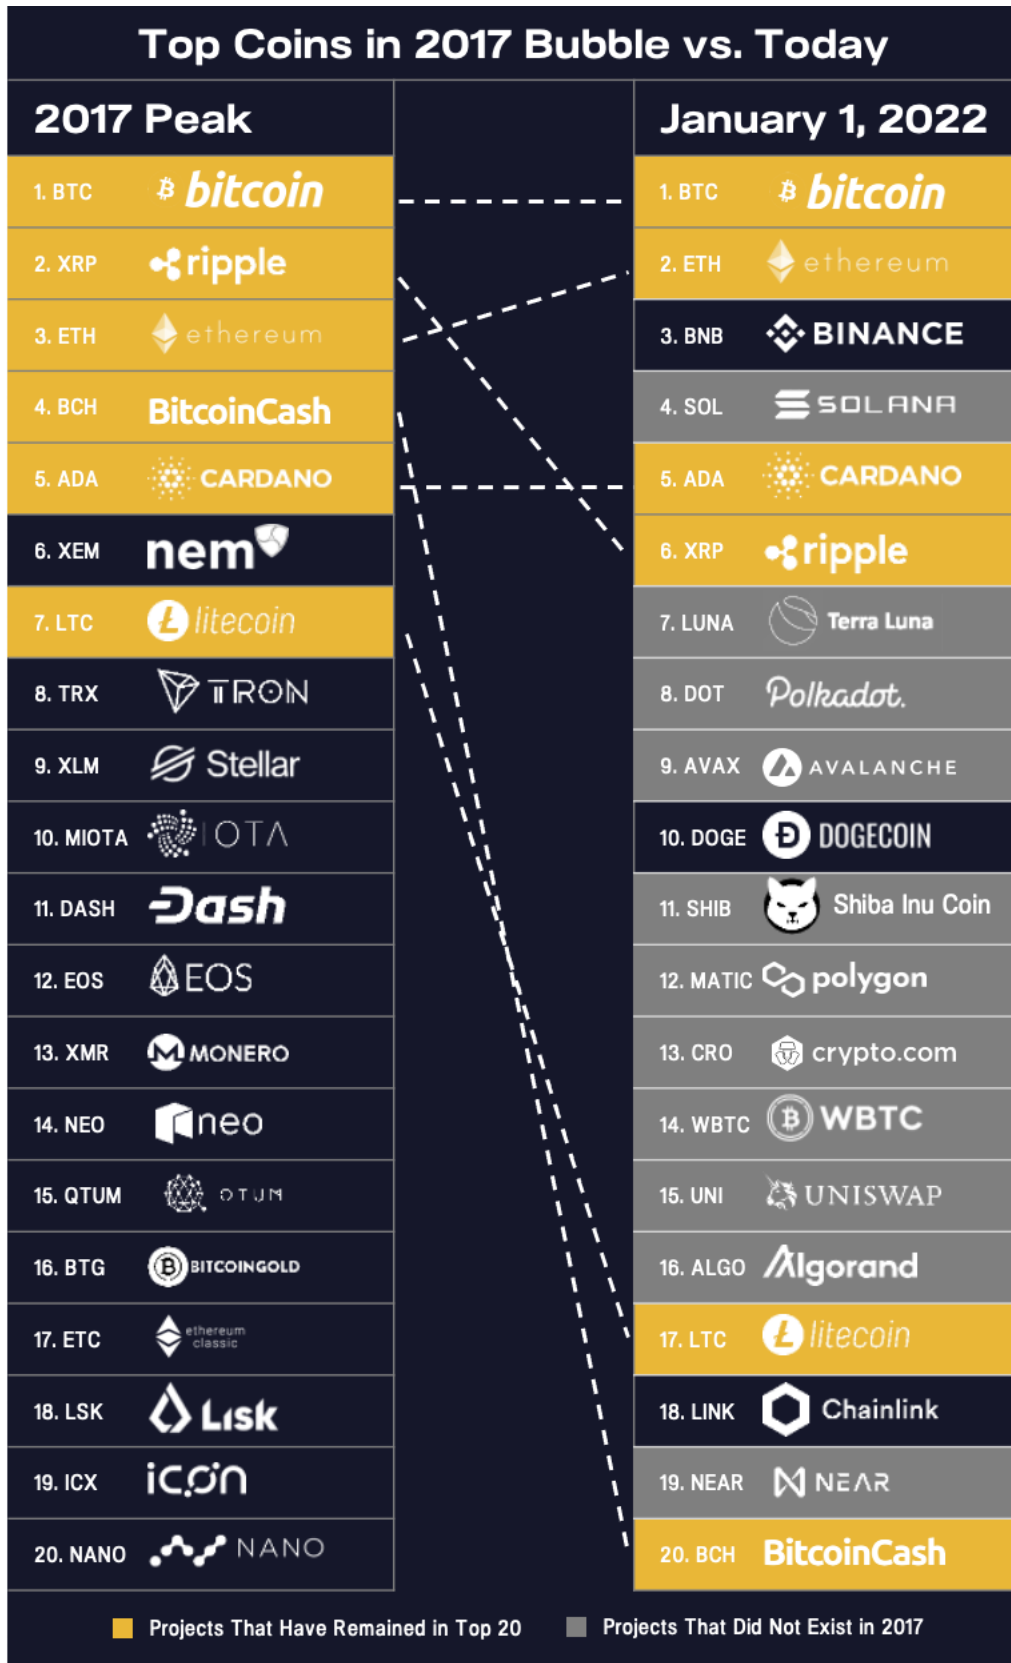 Top Coins in 2017 Bubble vs. Today
2017 Peak
January 1, 2022
1. BTC bitcoin
1. BTC bitcoin
2. XRP ripple
2. ETH ethereum
3. ETH ethereum
3. BNB BINANCE
4. BCH BitcoinCash
4. SOL SOLANA
5. ADA CARDANO
5. ADA CARDANO
6. XEM nem
6. XRP ripple
7. LTC litecoin
7. LUNA Terra Luna
8. TRX TRON
8. DOT Polkadot.
9. XLM Stellar
9. AVAX AVALANCHE
10. MIOTA IOTA
10. DOGE DOGECOIN
11. DASH Dash
11. SHIB Shiba Inu Coin
12. EOS EOS
12. MATIC polygon
13. XMR MONERO
13. CRO crypto.com
14. NEO neo
14. WBTC WBTC
15. QTUM QTUM
15. UNI UNISWAP
16. BTG BITCOINGOLD
16. ALGO Algorand
17. ETC ethereum classic
17. LTC litecoin
18. LSK Lisk
18. LINK Chainlink
19. ICX icon
19. NEAR NEAR
20. NANO NANO
20. BCH BitcoinCash
Projects That Have Remained in Top 20
Projects That Did Not Exist in 2017